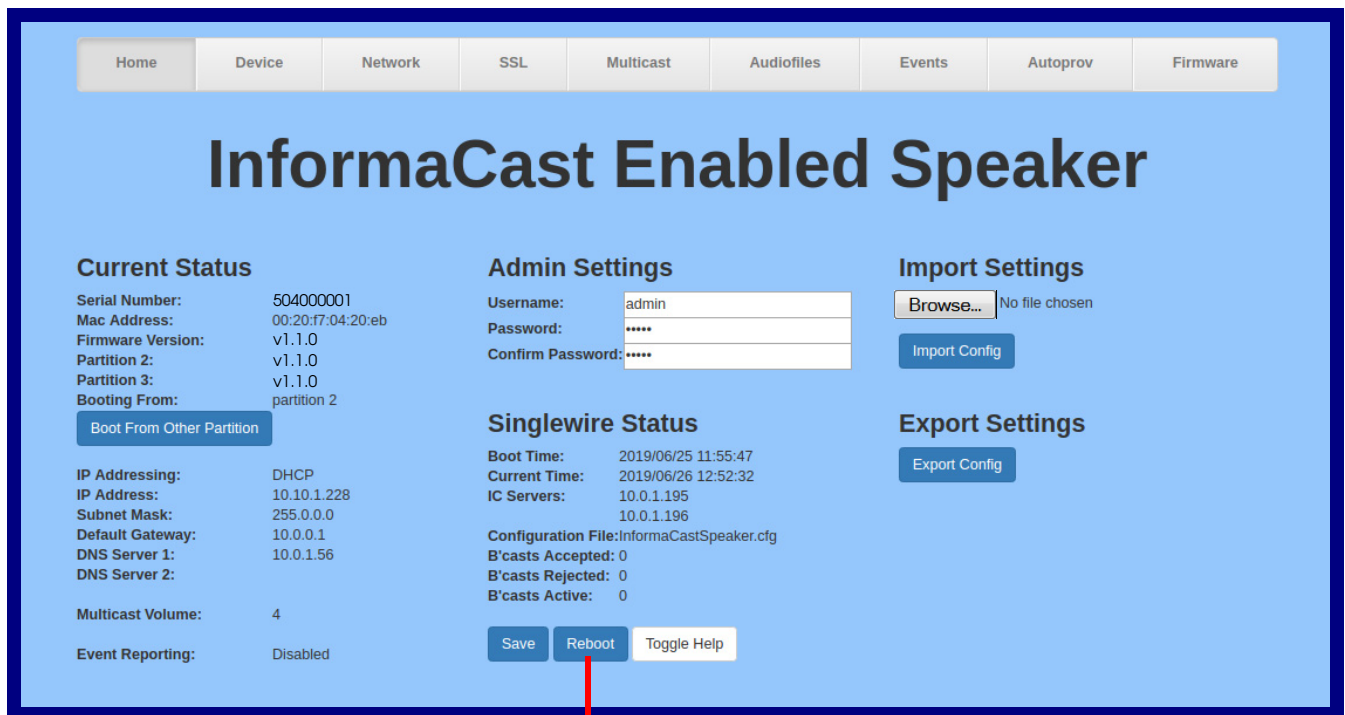 Home Device Network SSL Multicast Audiofiles Events Autoprov Firmware
InformaCast Enabled Speaker
Current Status
Serial Number: 504000001
Mac Address: 00:20:f7:04:20:eb
Firmware Version: v1.1.0
Partition 2: v1.1.0
Partition 3: v1.1.0
Booting From: partition 2
Boot From Other Partition
IP Addressing: DHCP
IP Address: 10.10.1.228
Subnet Mask: 255.0.0.0
Default Gateway: 10.0.0.1
DNS Server 1: 10.0.1.56
DNS Server 2:
Multicast Volume: 4
Event Reporting: Disabled
Admin Settings
Username: admin
Password: •••••
Confirm Password: •••••
Singlewire Status
Boot Time: 2019/06/25 11:55:47
Current Time: 2019/06/26 12:52:32
IC Servers: 10.0.1.195
10.0.1.196
Configuration File:InformaCastSpeaker.cfg
B'casts Accepted: 0
B'casts Rejected: 0
B'casts Active: 0
Save Reboot Toggle Help
Import Settings
Browse... No file chosen
Import Config
Export Settings
Export Config